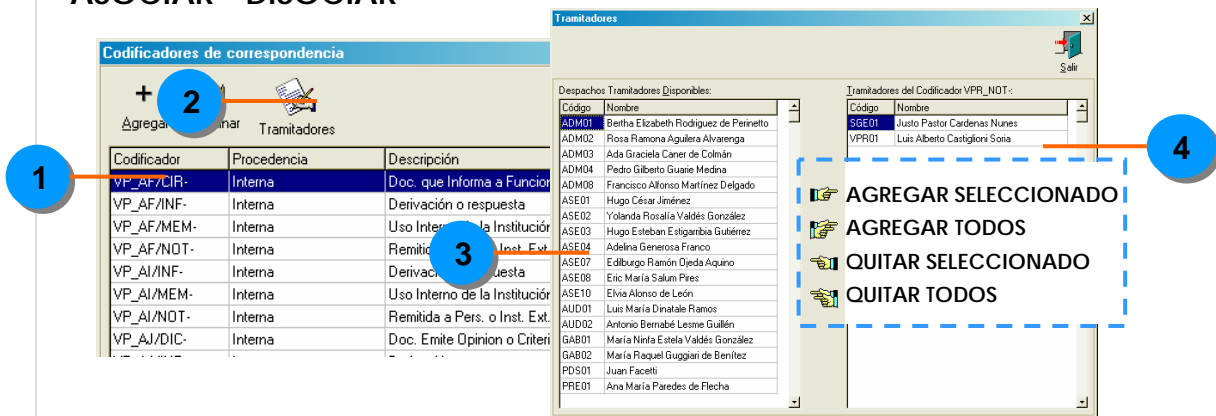 ASOCIAR - DISOCIAR
Codificadores de correspondencia
Agregar
Tramitadores
Codificador Procedencia Descripción
VP_AF/CIR- Interna Doc. que Informa a Funcion
VP_AF/INF- Interna Derivación o respuesta
VP_AF/MEM- Interna Uso Interno de la Institución
VP_AF/NOT- Interna Inst. Ext.
VP_AI/INF- Interna
VP_AI/MEM- Interna Uso Interno de la Institución
VP_AI/NOT- Interna Remitida a Pers. o Inst. Ext.
VP_AJ/DIC- Interna Doc. Emite Opinion o Criteri
1
2
3
4
Tramitadores
Salir
Despachos Tramitadores Disponibles:
Código Nombre
ADM01 Bertha Elizabeth Rodriguez de Perinetto
ADM02 Rosa Ramona Aguilera Alvarenga
ADM03 Ada Graciela Caner de Colmán
ADM04 Pedro Gilberto Guarie Medina
ADM08 Francisco Alfonso Martínez Delgado
ASE01 Hugo César Jiménez
ASE02 Yolanda Rosalía Valdés González
ASE03 Hugo Esteban Estigarribia Gutiérrez
ASE04 Adelina Generosa Franco
ASE07 Edilburgo Ramón Ojeda Aquino
ASE08 Eric María Salum Pires
ASE10 Elvia Alonso de León
AUD01 Luis María Dinatale Ramos
AUD02 Antonio Bernabé Lesme Guillén
GAB01 María Ninfa Estela Valdés González
GAB02 María Raquel Guggiari de Benítez
PDS01 Juan Facetti
PRE01 Ana María Paredes de Flecha
Tramitadores del Codificador VPR_NOT-:
Código Nombre
SGE01 Justo Pastor Cardenas Nunes
VPR01 Luis Alberto Castiglioni Soria
AGREGAR SELECCIONADO
AGREGAR TODOS
QUITAR SELECCIONADO
QUITAR TODOS